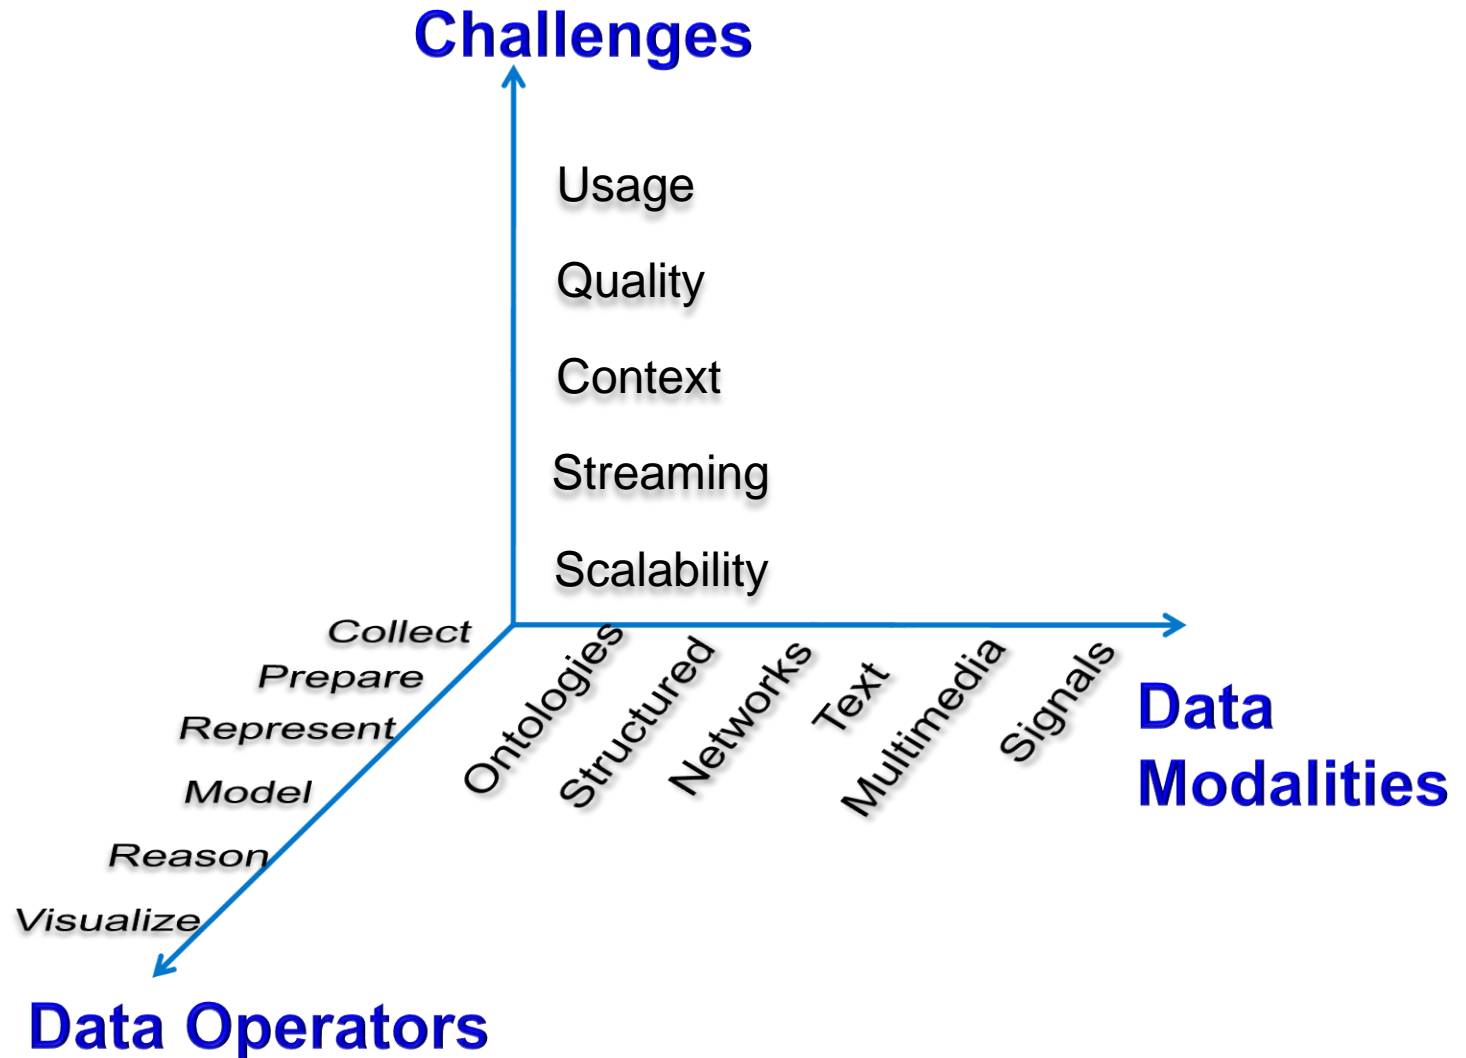 Challenges
Usage
Quality
Context
Streaming
Scalability
Collect
Prepare
Represent
Model
Reason
Visualize
Data Operators
Ontologies
Structured
Networks
Text
Multimedia
Signals
Data
Modalities